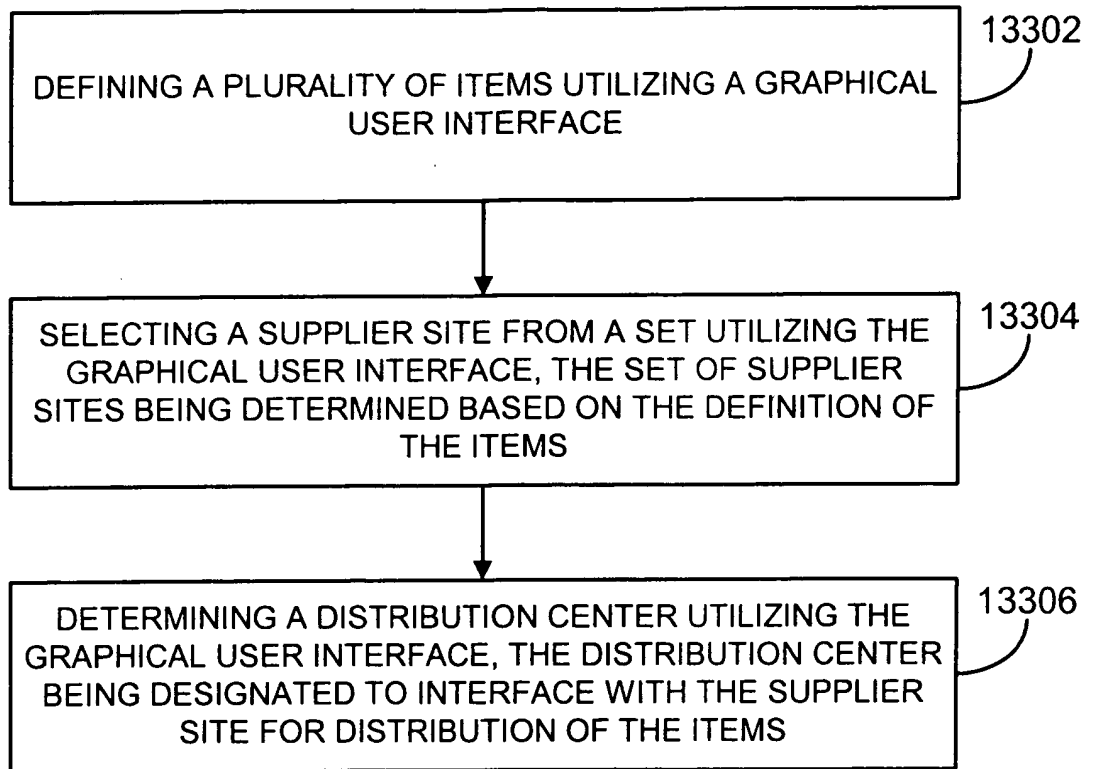 13302
DEFINING A PLURALITY OF ITEMS UTILIZING A GRAPHICAL
USER INTERFACE
13304
SELECTING A SUPPLIER SITE FROM A SET UTILIZING THE
GRAPHICAL USER INTERFACE, THE SET OF SUPPLIER
SITES BEING DETERMINED BASED ON THE DEFINITION OF
THE ITEMS
13306
DETERMINING A DISTRIBUTION CENTER UTILIZING THE
GRAPHICAL USER INTERFACE, THE DISTRIBUTION CENTER
BEING DESIGNATED TO INTERFACE WITH THE SUPPLIER
SITE FOR DISTRIBUTION OF THE ITEMS